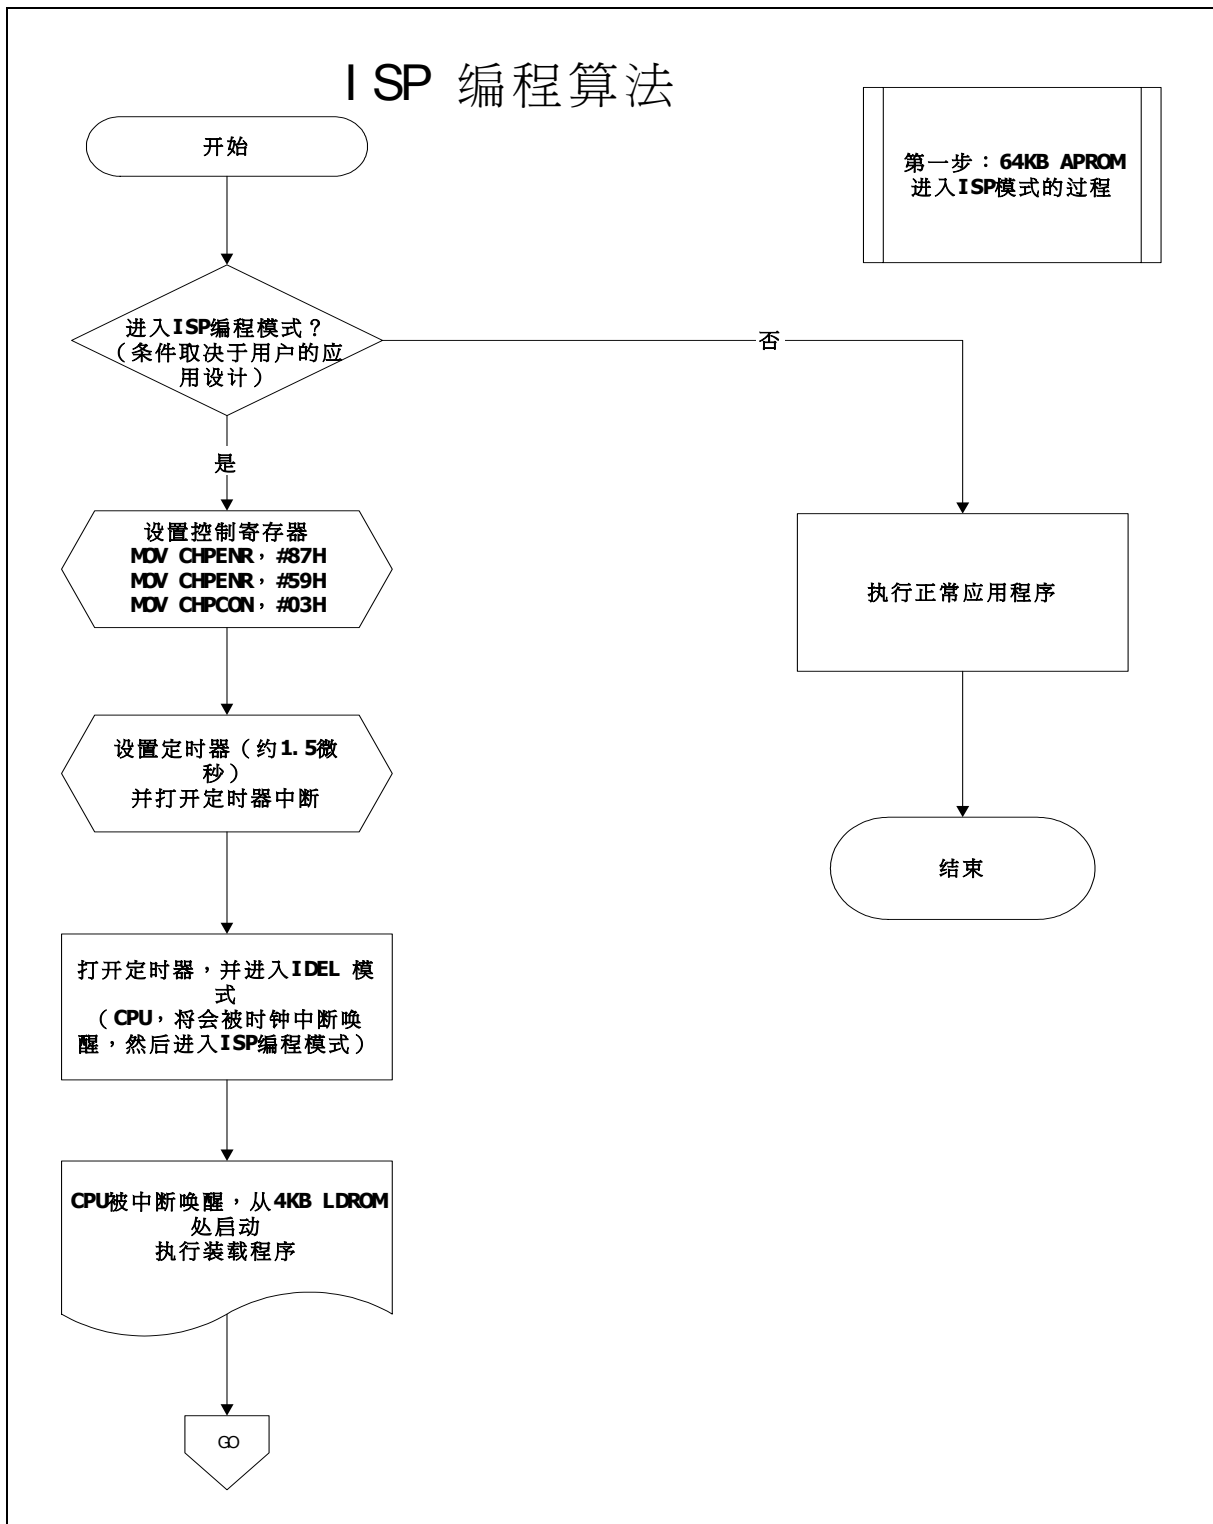 ISP 编程算法
开始
第一步：64KB APROM
进入ISP模式的过程
进入ISP编程模式？
（条件取决于用户的应
用设计）
否
是
设置控制寄存器
MOV CHPENR，#87H
MOV CHPENR，#59H
MOV CHPCON，#03H
执行正常应用程序
设置定时器（约1.5微
秒）
并打开定时器中断
结束
打开定时器，并进入IDEL 模
式
（CPU，将会被时钟中断唤
醒，然后进入ISP编程模式）
CPU被中断唤醒，从4KB LDROM
处启动
执行装载程序
GO